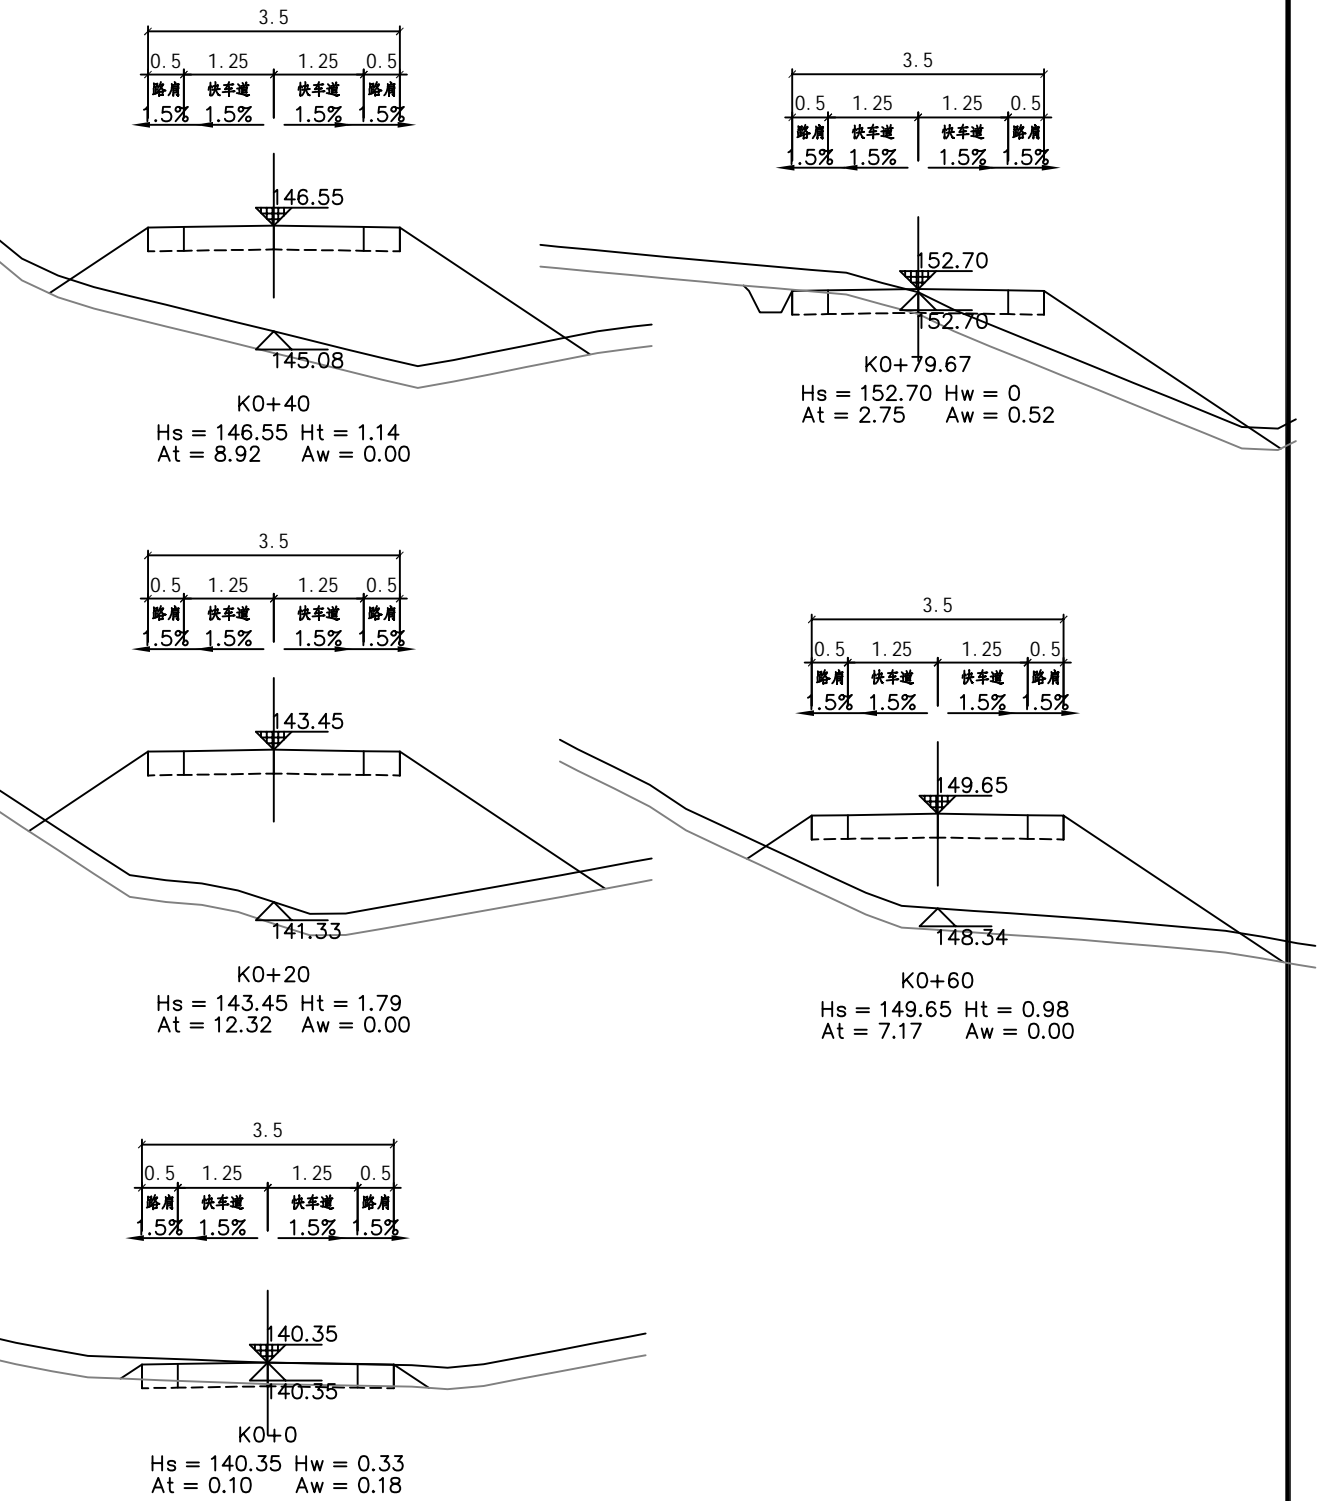 3.5
0.5 1.25 1.25 0.5
路肩 快车道 快车道 路肩
1.5% 1.5% 1.5% 1.5%
146.55
145.08
K0+40
Hs = 146.55 Ht = 1.14
At = 8.92 Aw = 0.00
3.5
0.5 1.25 1.25 0.5
路肩 快车道 快车道 路肩
1.5% 1.5% 1.5% 1.5%
152.70
152.70
K0+79.67
Hs = 152.70 Hw = 0
At = 2.75 Aw = 0.52
3.5
0.5 1.25 1.25 0.5
路肩 快车道 快车道 路肩
1.5% 1.5% 1.5% 1.5%
143.45
141.33
K0+20
Hs = 143.45 Ht = 1.79
At = 12.32 Aw = 0.00
3.5
0.5 1.25 1.25 0.5
路肩 快车道 快车道 路肩
1.5% 1.5% 1.5% 1.5%
149.65
148.34
K0+60
Hs = 149.65 Ht = 0.98
At = 7.17 Aw = 0.00
3.5
0.5 1.25 1.25 0.5
路肩 快车道 快车道 路肩
1.5% 1.5% 1.5% 1.5%
140.35
140.35
K0+0
Hs = 140.35 Hw = 0.33
At = 0.10 Aw = 0.18